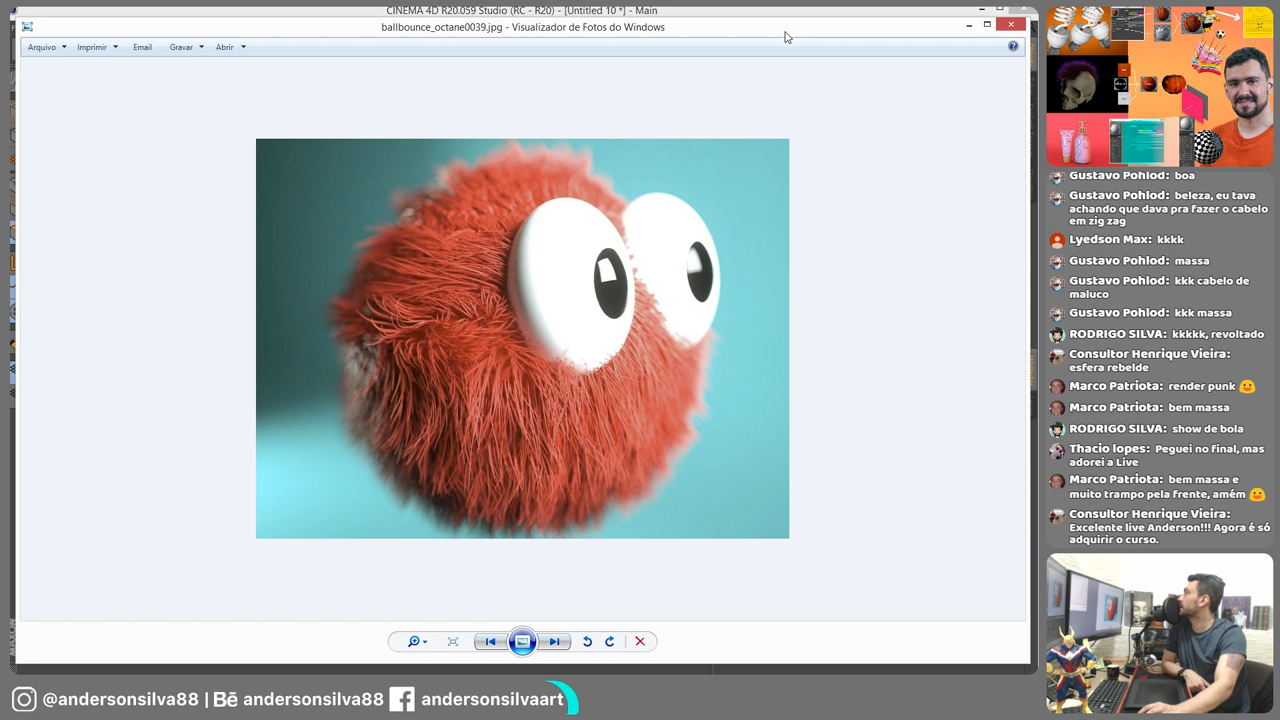 CINEMA 4D R20.059 Studio (RC - R20) - [Untitled 10 *] - Main
ballbounce_octane0039.jpg - Visualizador de Fotos do Windows
Arquivo Imprimir Email Gravar Abrir
Gustavo Pohlod: boa
Gustavo Pohlod: beleza, eu tava
achando que dava pra fazer o cabelo
em zig zag
Lyedson Max: kkkk
Gustavo Pohlod: massa
Gustavo Pohlod: kkk cabelo de
maluco
Gustavo Pohlod: kkk massa
RODRIGO SILVA: kkkkk, revoltado
Consultor Henrique Vieira:
esfera rebelde
Marco Patriota: render punk
Marco Patriota: bem massa
RODRIGO SILVA: show de bola
Thacio lopes: Peguei no final, mas
adorei a Live
Marco Patriota: bem massa e
muito trampo pela frente, amém
Consultor Henrique Vieira:
Excelente live Anderson!!! Agora é só
adquirir o curso.
@andersonsilva88 | Bē andersonsilva88 f andersonsilvaart